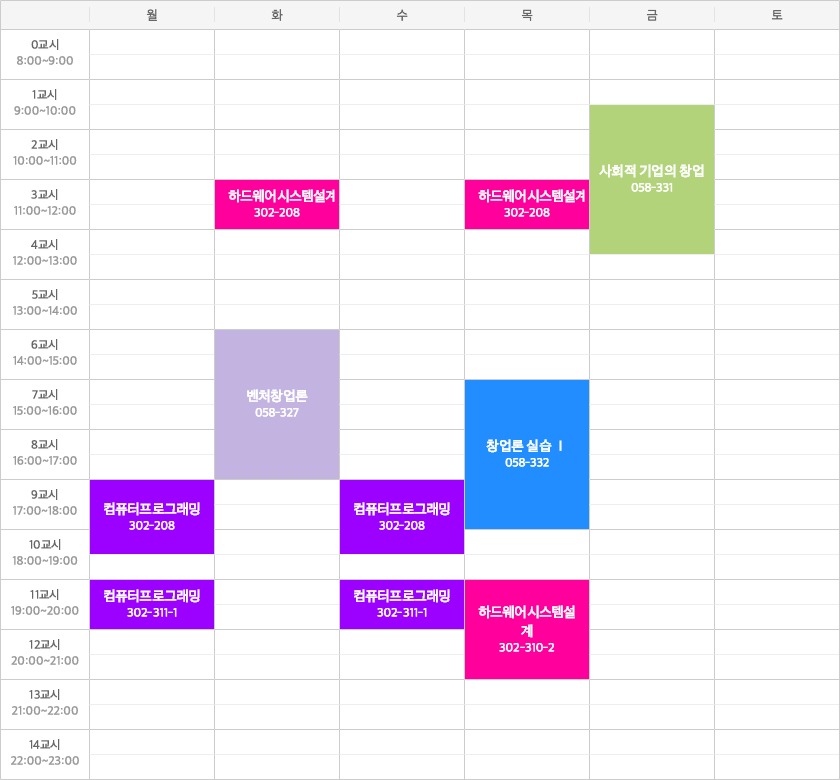 월 화 수 목 금 토
0교시
8:00~9:00
1교시
9:00~10:00
2교시
10:00~11:00
사회적 기업의 창업
058-331
3교시
11:00~12:00
하드웨어시스템설계
302-208
하드웨어시스템설계
302-208
4교시
12:00~13:00
5교시
13:00~14:00
6교시
14:00~15:00
7교시
15:00~16:00
벤처창업론
058-327
8교시
16:00~17:00
창업론 실습 Ⅰ
058-332
9교시
17:00~18:00
컴퓨터프로그래밍
302-208
컴퓨터프로그래밍
302-208
10교시
18:00~19:00
11교시
19:00~20:00
컴퓨터프로그래밍
302-311-1
컴퓨터프로그래밍
302-311-1
하드웨어시스템설
계
302-310-2
12교시
20:00~21:00
13교시
21:00~22:00
14교시
22:00~23:00